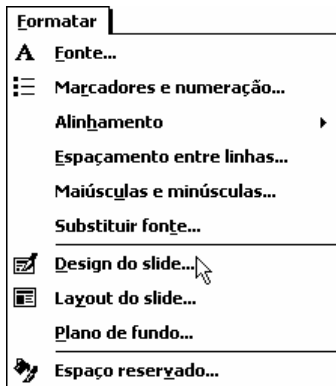 Formatar
Fonte...
Marcadores e numeração...
Alinhamento
Espaçamento entre linhas...
Maiúsculas e minúsculas...
Substituir fonte...
Design do slide...
Layout do slide...
Plano de fundo...
Espaço reservado...